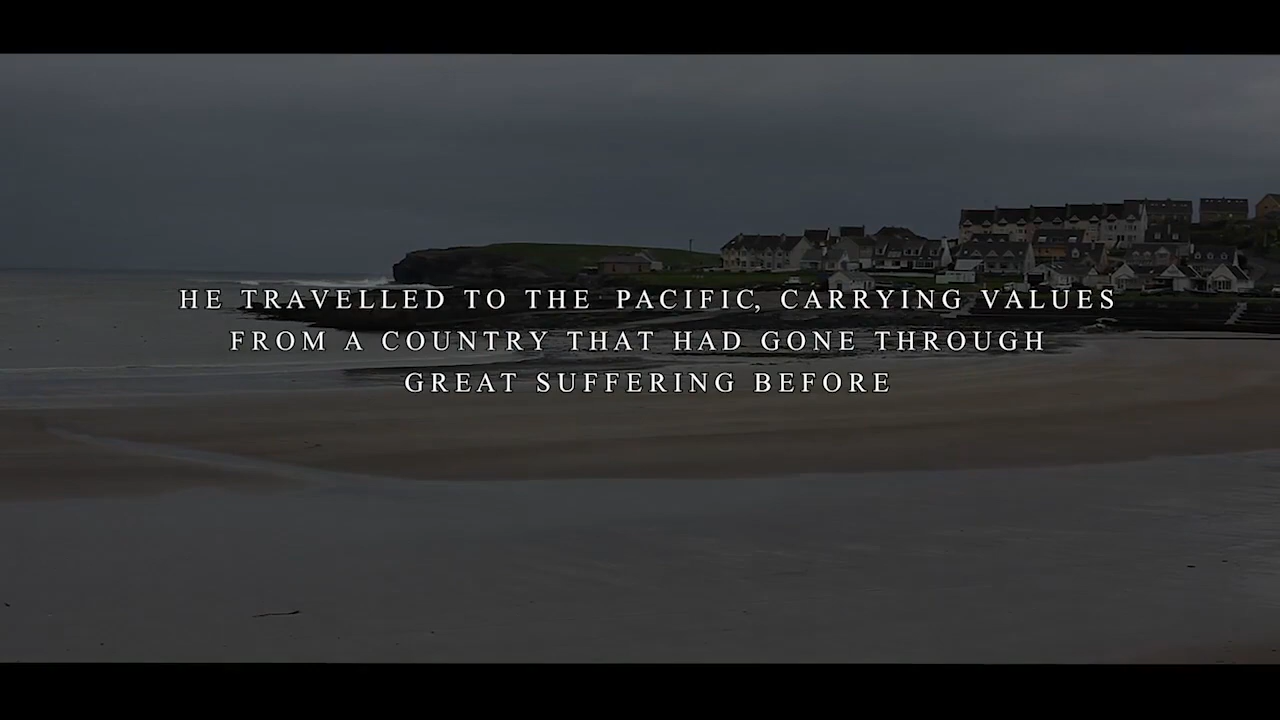 HE TRAVELLED TO THE PACIFIC, CARRYING VALUES
FROM A COUNTRY THAT HAD GONE THROUGH
GREAT SUFFERING BEFORE